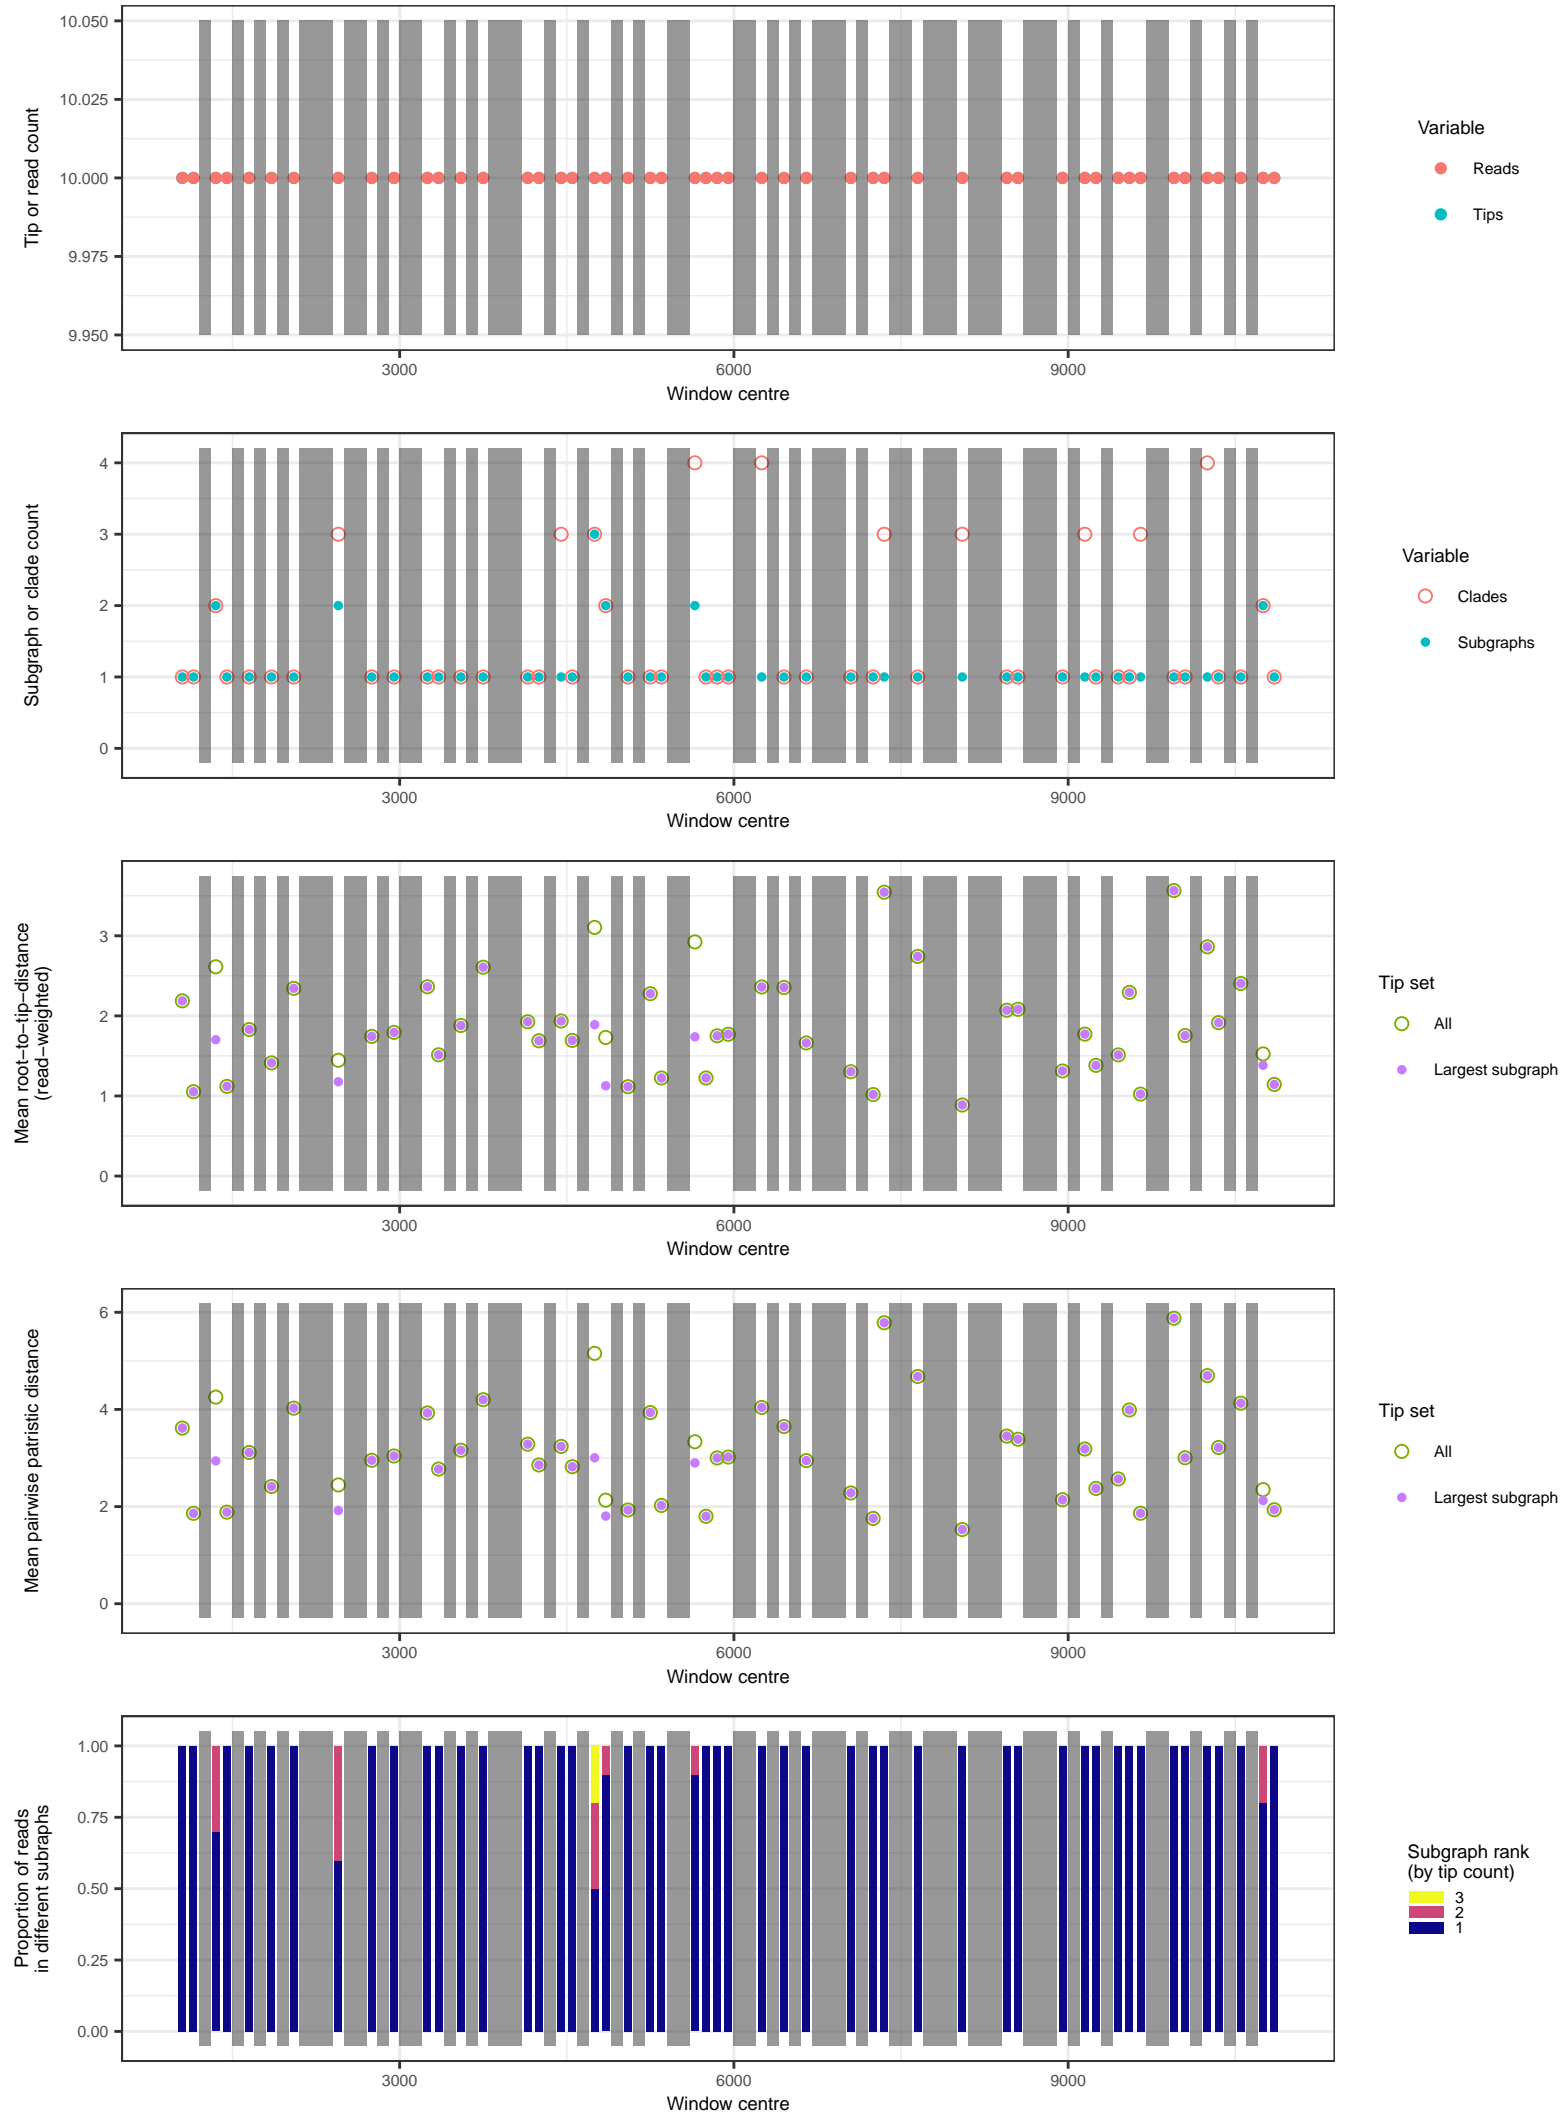 10.050
10.025
10.000
9.975
9.950
Tip or read count
3000
6000
9000
Window centre
Variable
Reads
Tips
4
3
2
1
0
Subgraph or clade count
3000
6000
9000
Window centre
Variable
Clades
Subgraphs
3
2
1
0
Mean root−to−tip−distance
(read−weighted)
3000
6000
9000
Window centre
Tip set
All
Largest subgraph
6
4
2
0
Mean pairwise patristic distance
3000
6000
9000
Window centre
Tip set
All
Largest subgraph
1.00
0.75
0.50
0.25
0.00
Proportion of reads
in different subraphs
3000
6000
9000
Window centre
Subgraph rank
(by tip count)
3
2
1